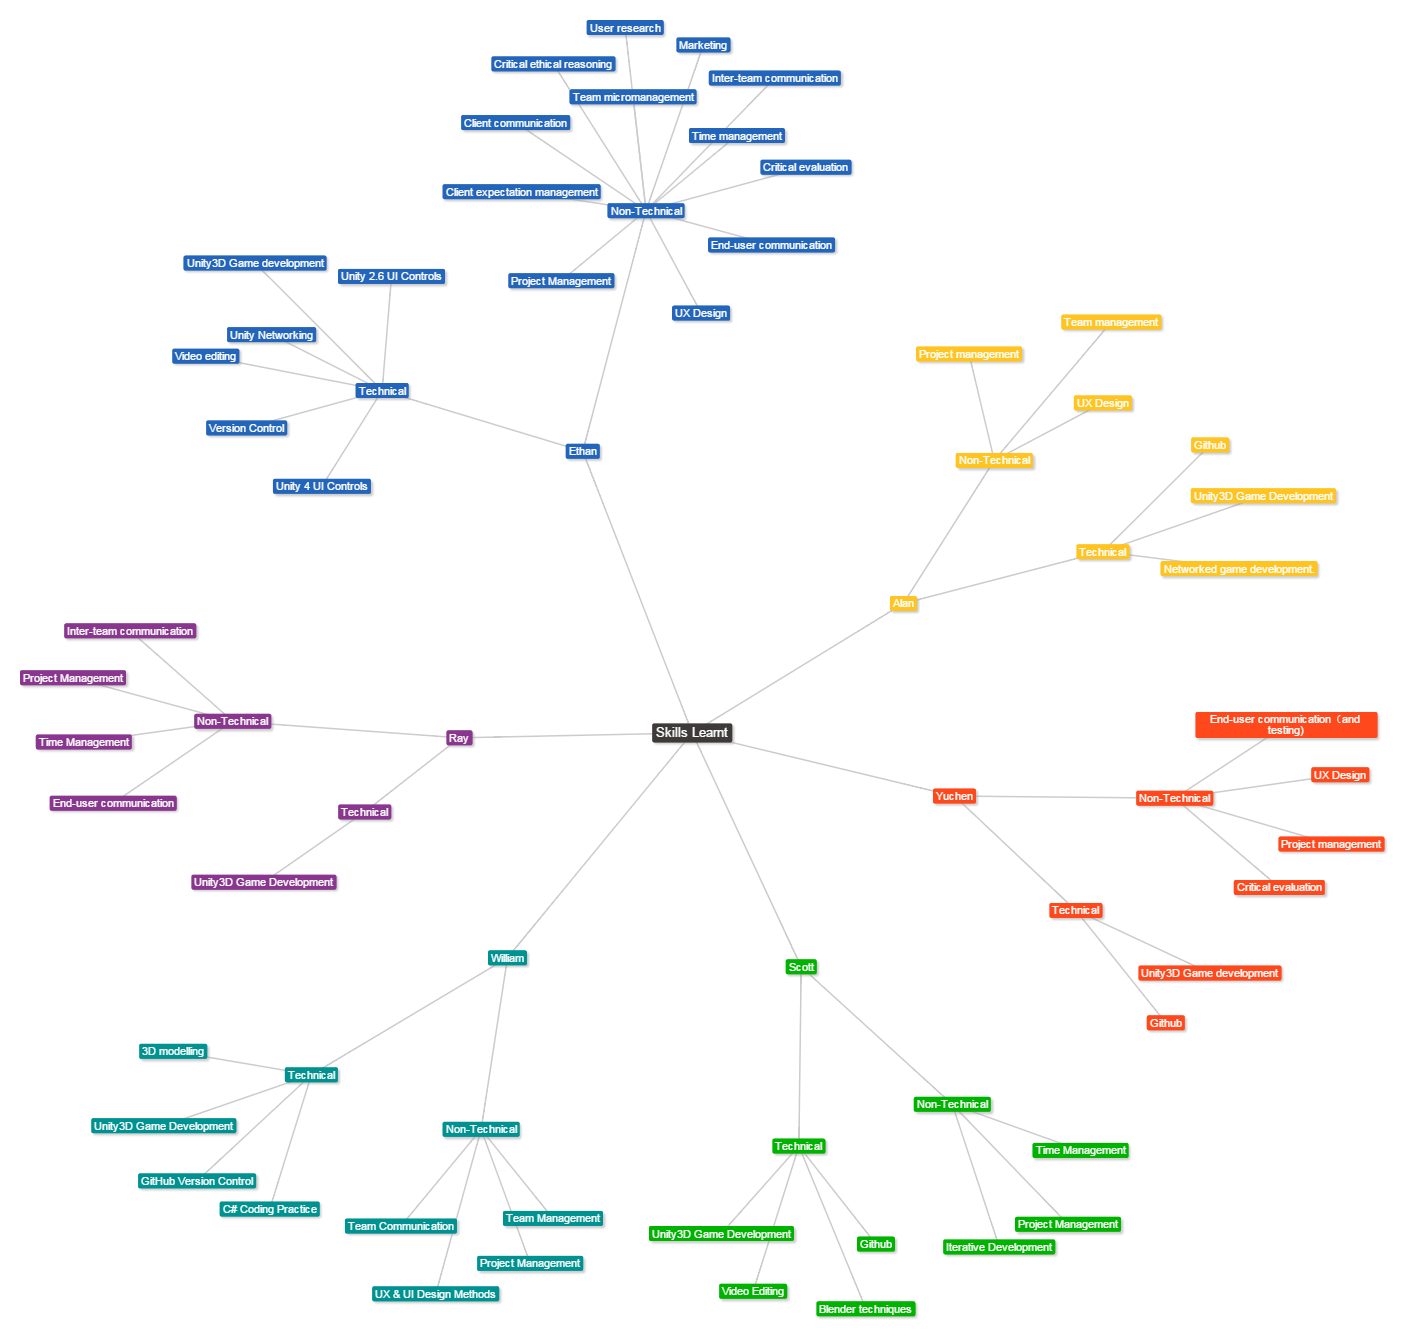 User research
Marketing
Critical ethical reasoning
Inter-team communication
Team micromanagement
Client communication
Time management
Critical evaluation
Client expectation management
Non-Technical
End-user communication
Project Management
UX Design
Unity3D Game development
Unity 2.6 UI Controls
Unity Networking
Video editing
Technical
Version Control
Unity 4 UI Controls
Ethan
Team management
Project management
UX Design
Non-Technical
Github
Unity3D Game Development
Technical
Networked game development.
Alan
Inter-team communication
Project Management
Non-Technical
Time Management
Ray
End-user communication
Technical
Unity3D Game Development
Skills Learnt
End-user communication（and
testing)
UX Design
Yuchen
Non-Technical
Project management
Critical evaluation
Technical
Unity3D Game development
Github
William
3D modelling
Technical
Unity3D Game Development
GitHub Version Control
C# Coding Practice
Non-Technical
Team Communication
Team Management
Project Management
UX & UI Design Methods
Scott
Non-Technical
Time Management
Project Management
Iterative Development
Technical
Unity3D Game Development
Github
Video Editing
Blender techniques